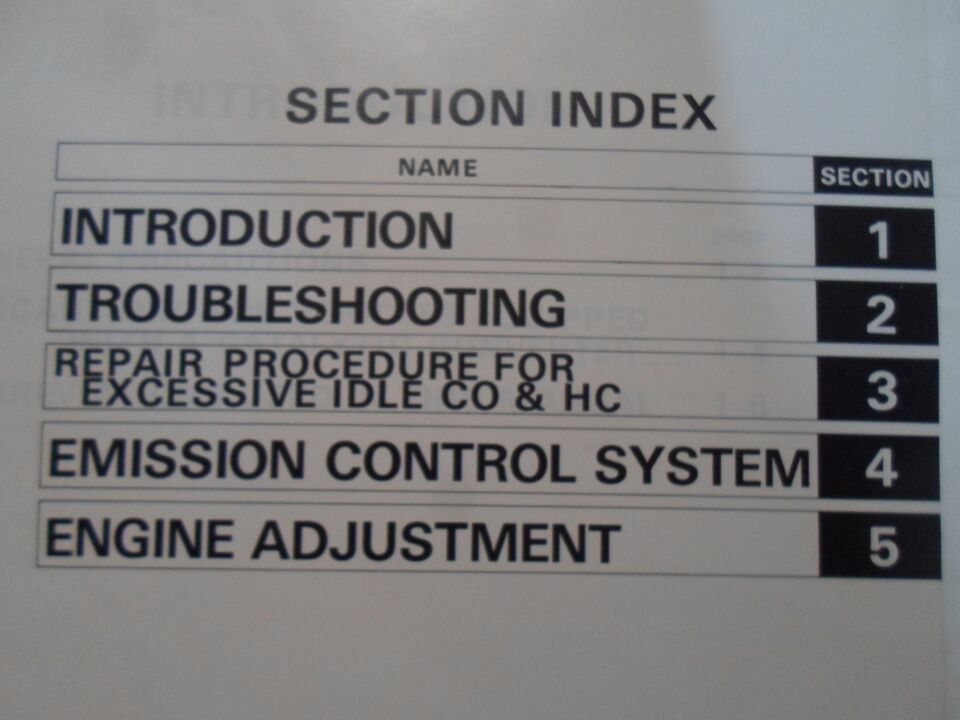 SECTION INDEX
NAME SECTION
INTRODUCTION 1
TROUBLESHOOTING 2
REPAIR PROCEDURE FOR
EXCESSIVE IDLE CO & HC 3
EMISSION CONTROL SYSTEM 4
ENGINE ADJUSTMENT 5